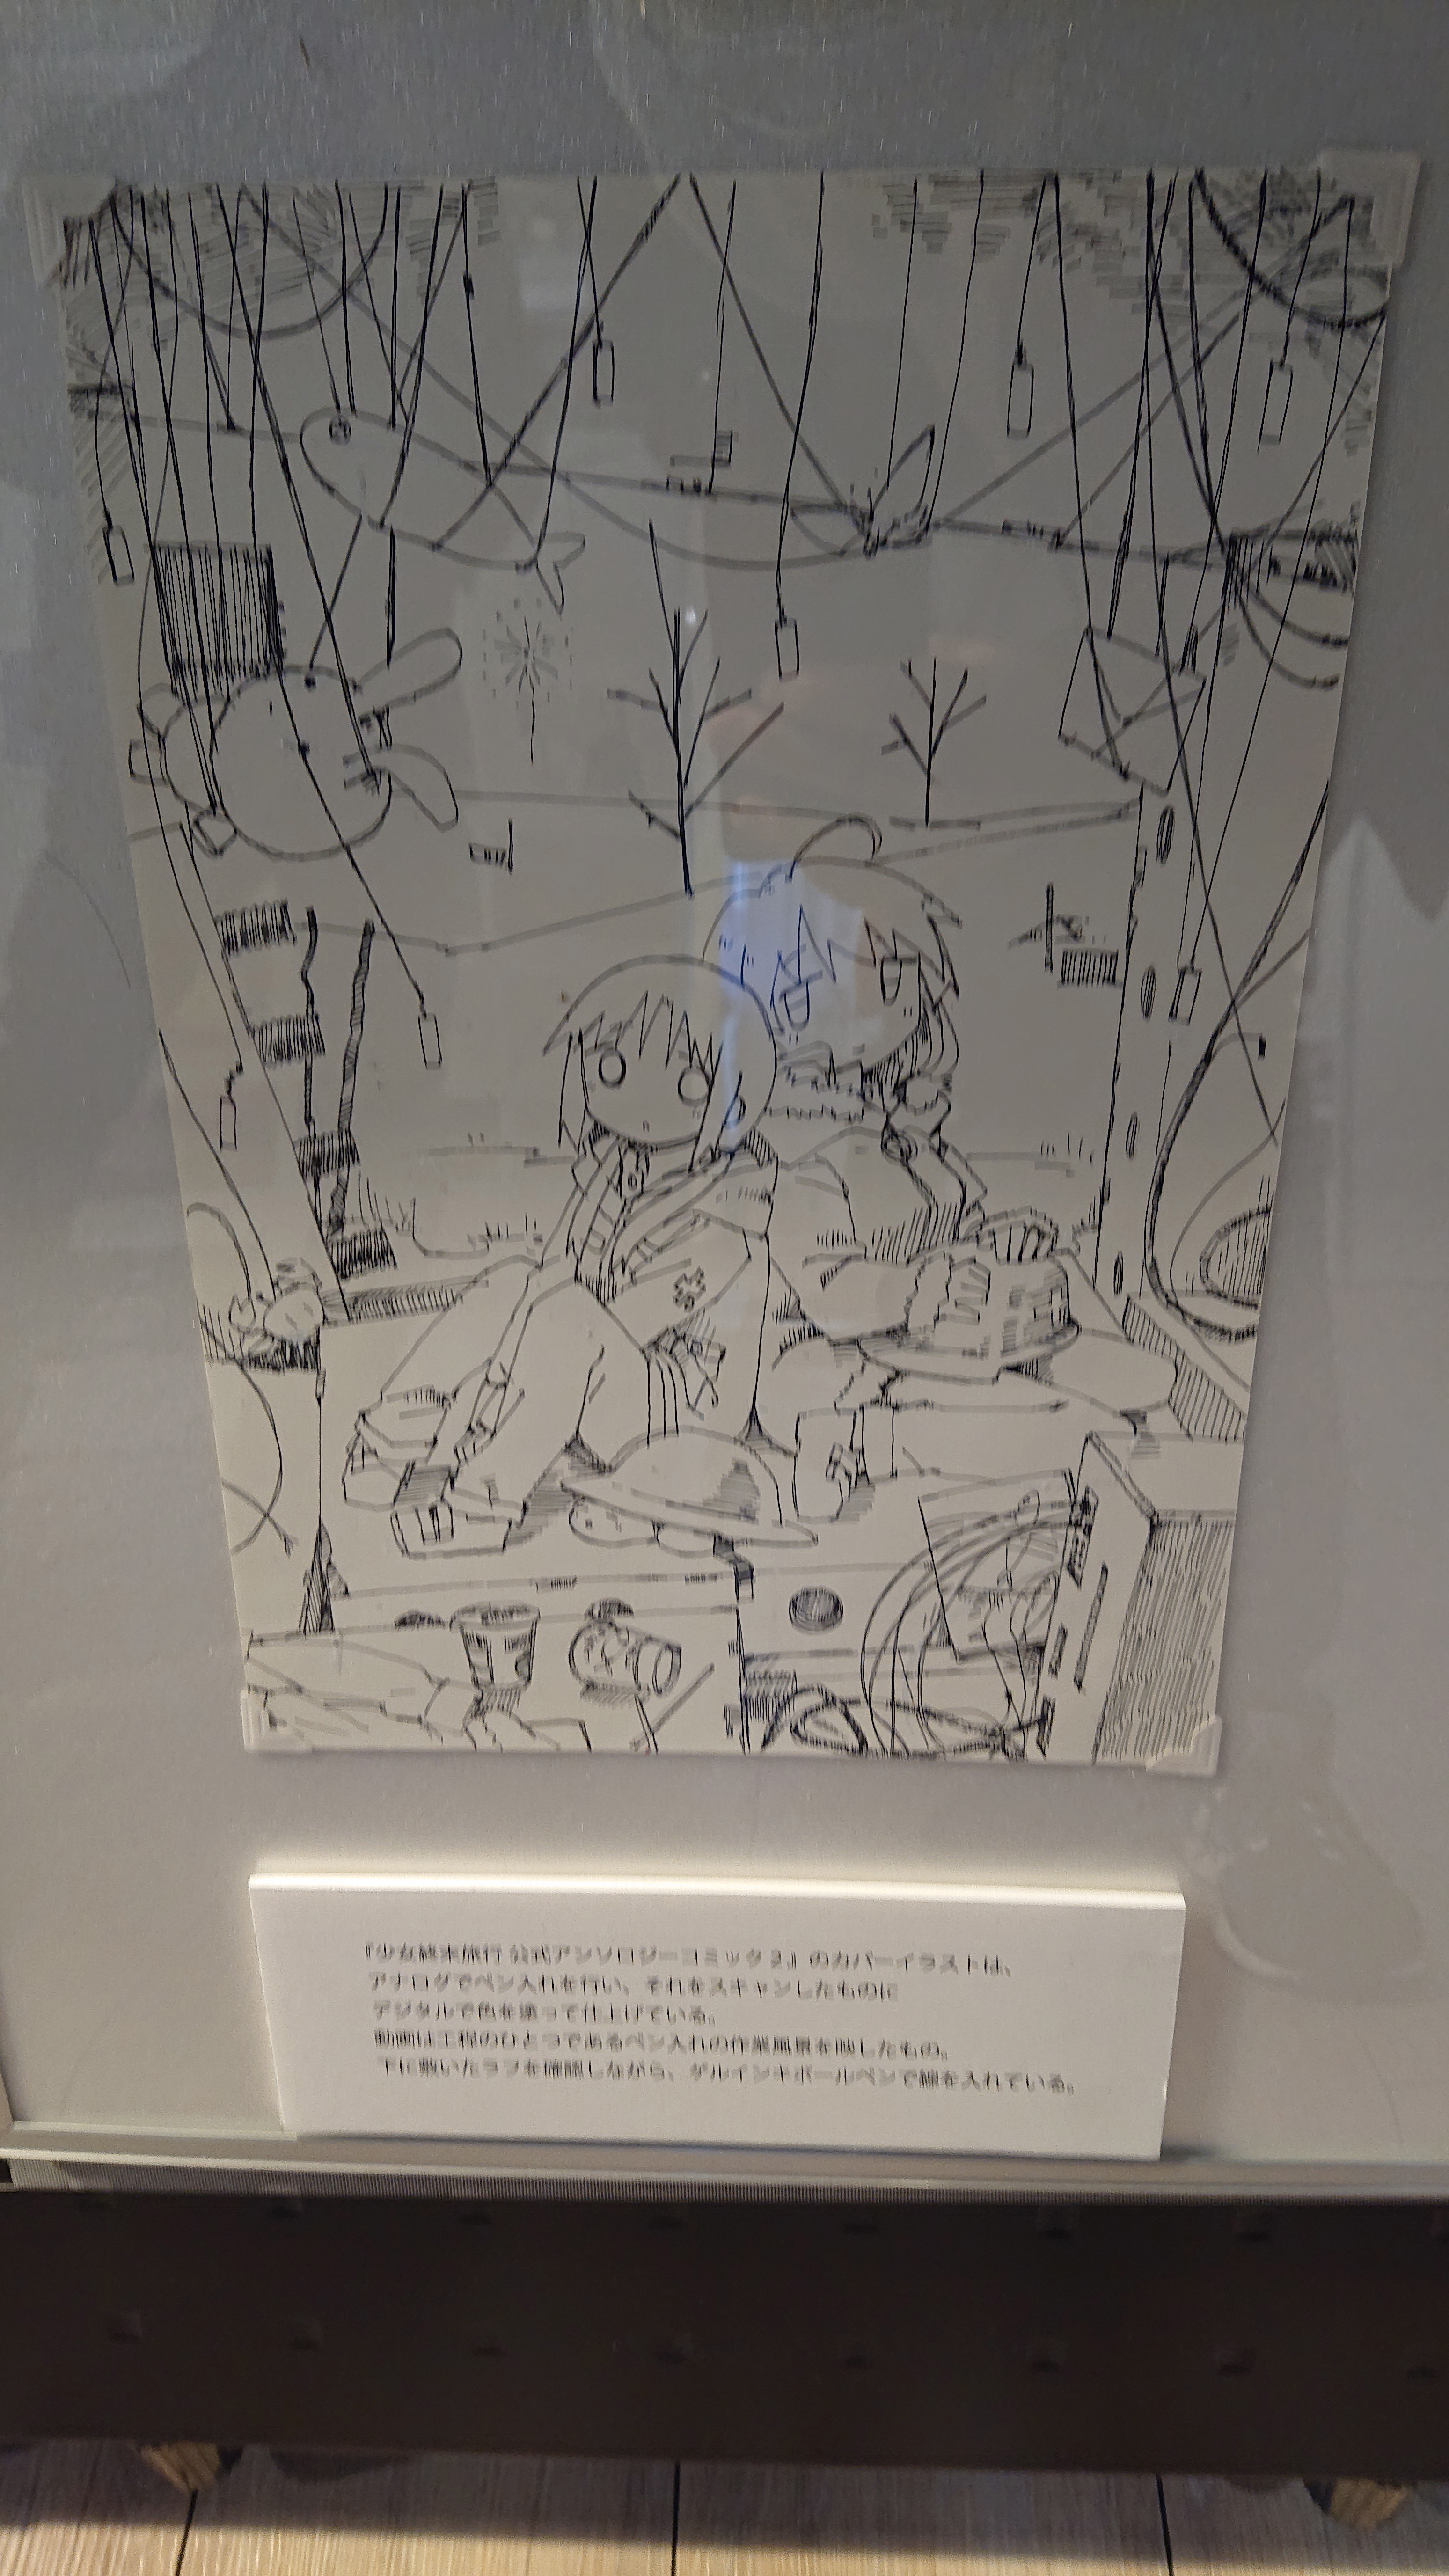 『少女終末旅行 公式アンソロジーコミック 2』のカバーイラストは、
アナログでペン入れを行い、それをスキャンしたものに
デジタルで色を塗って仕上げている。
動画は工程のひとつであるペン入れの作業風景を映したもの。
下に敷いたラフを確認しながら、ゲルインキボールペンで線を入れている。